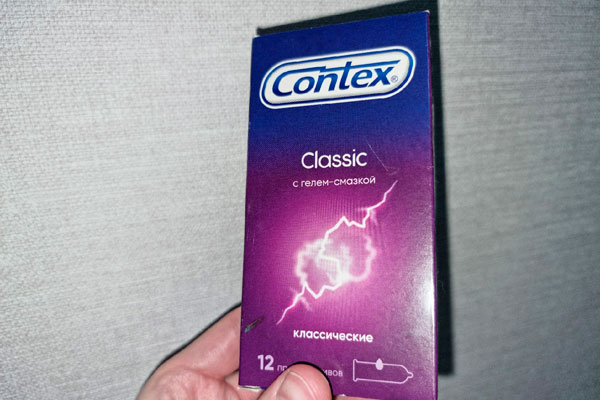 Contex®
Classic
с гелем-смазкой
классические
12